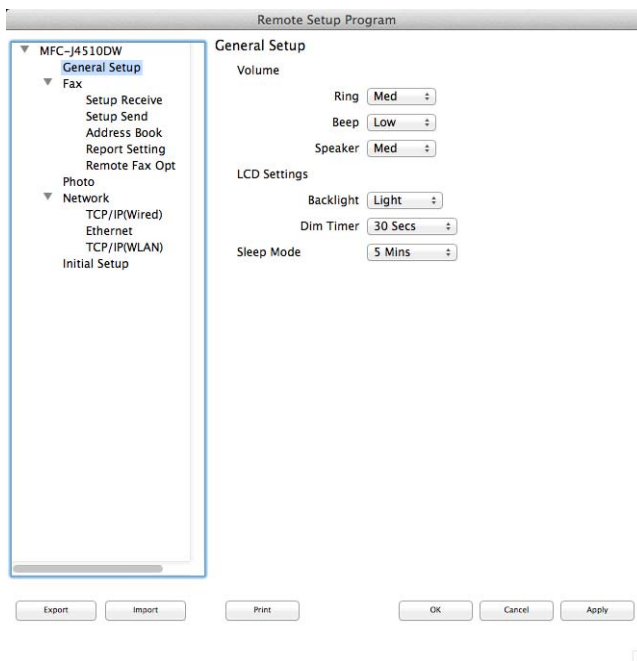 Remote Setup Program
MFC-J4510DW
General Setup
Fax
Setup Receive
Setup Send
Address Book
Report Setting
Remote Fax Opt
Photo
Network
TCP/IP(Wired)
Ethernet
TCP/IP(WLAN)
Initial Setup
General Setup
Volume
Ring Med
Beep Low
Speaker Med
LCD Settings
Backlight Light
Dim Timer 30 Secs
Sleep Mode 5 Mins
Export Import Print OK Cancel Apply